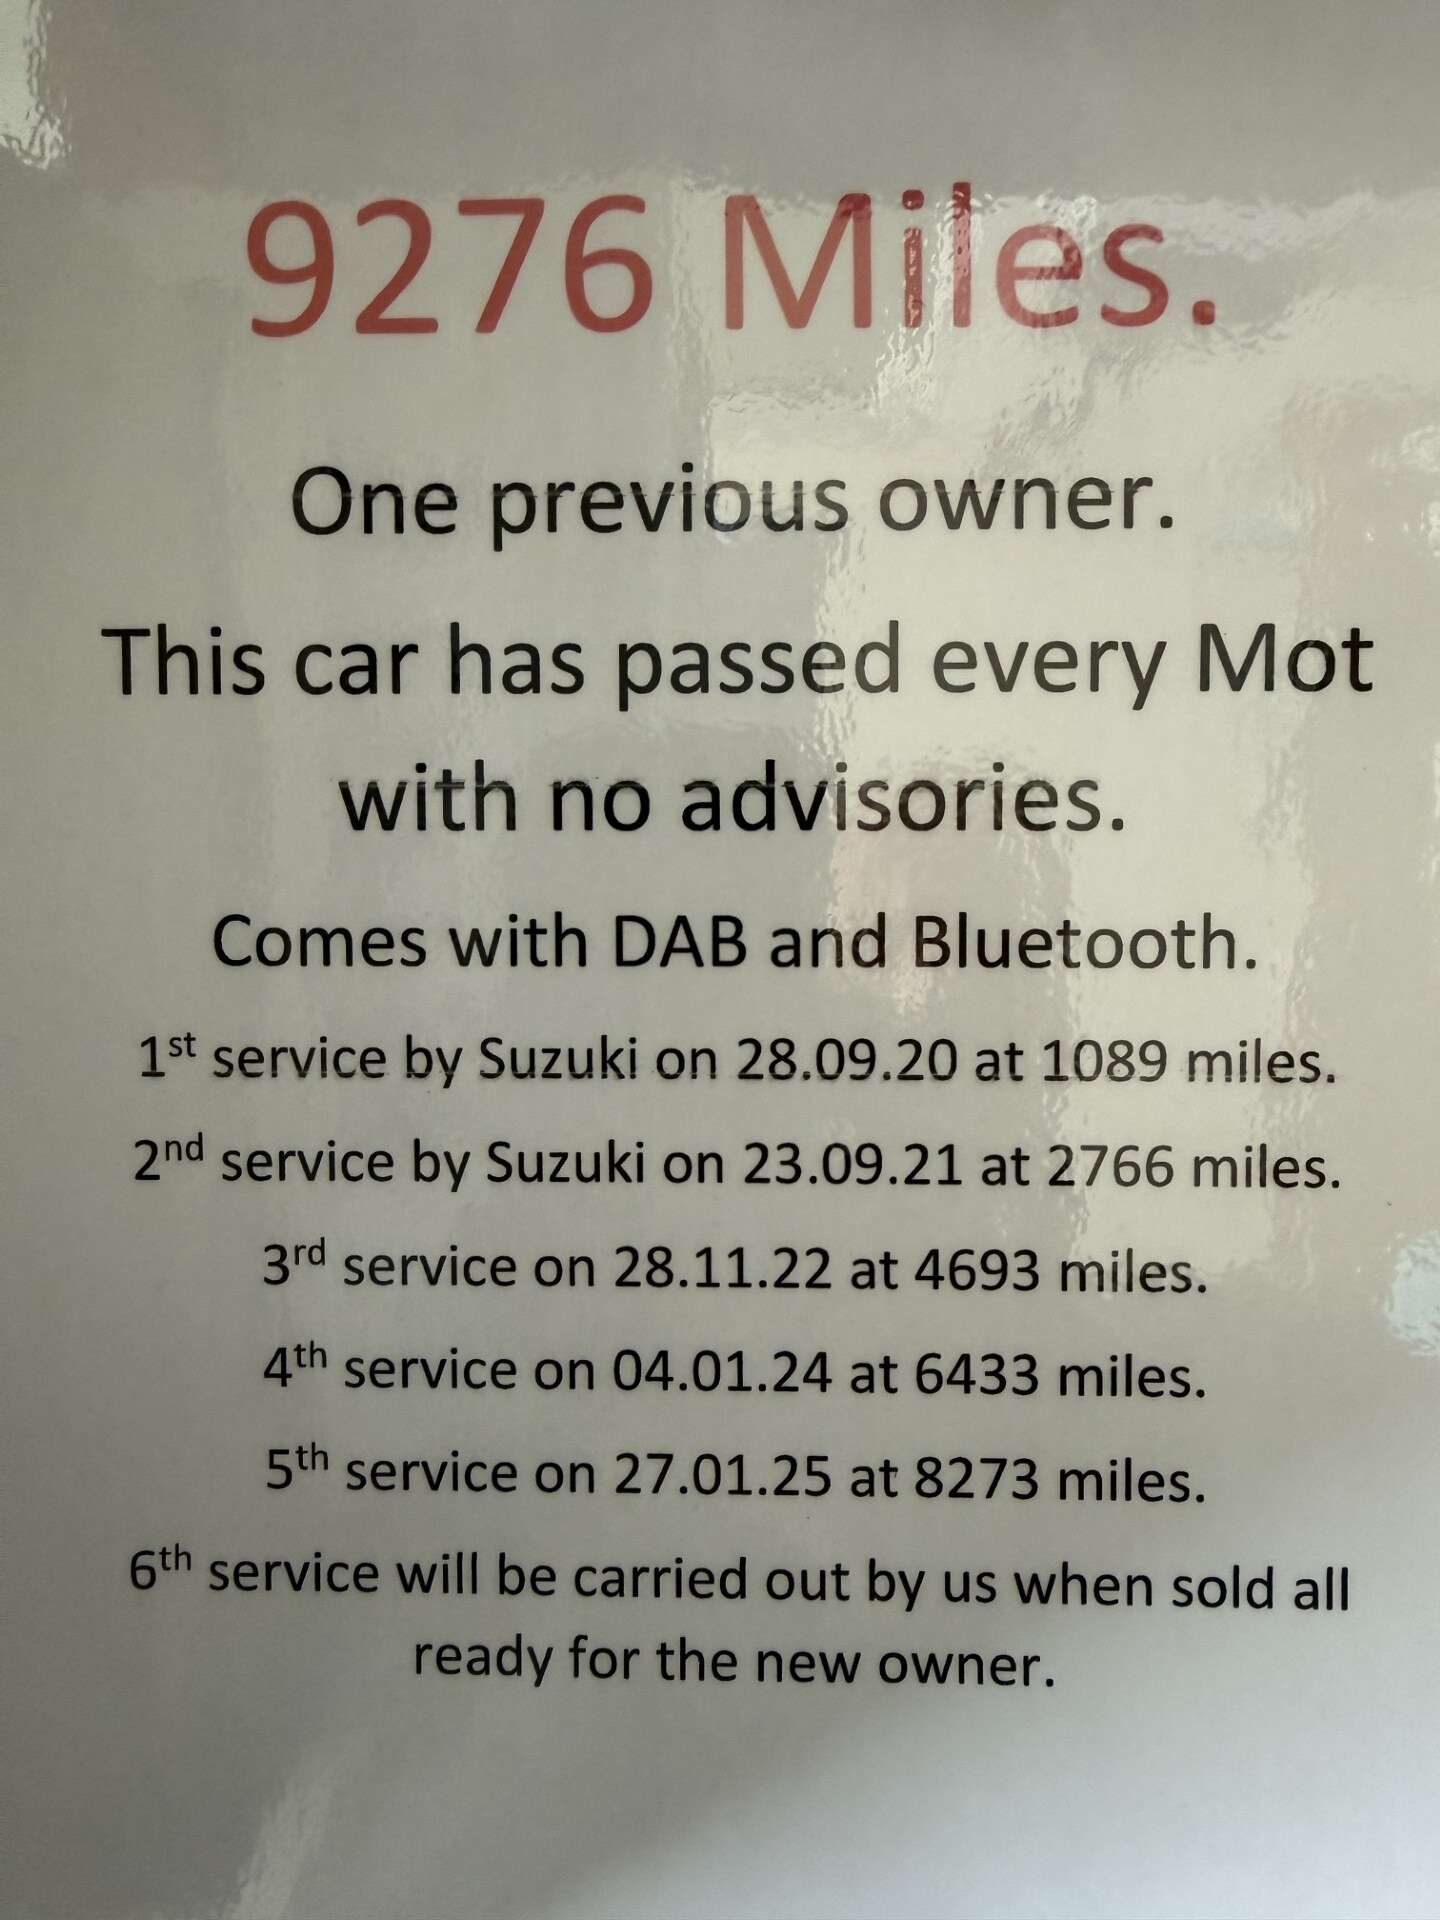 9276 Miles.
One previous owner.
This car has passed every Mot
with no advisories.
Comes with DAB and Bluetooth.
1st service by Suzuki on 28.09.20 at 1089 miles.
2nd service by Suzuki on 23.09.21 at 2766 miles.
3rd service on 28.11.22 at 4693 miles.
4th service on 04.01.24 at 6433 miles.
5th service on 27.01.25 at 8273 miles.
6th service will be carried out by us when sold all
ready for the new owner.